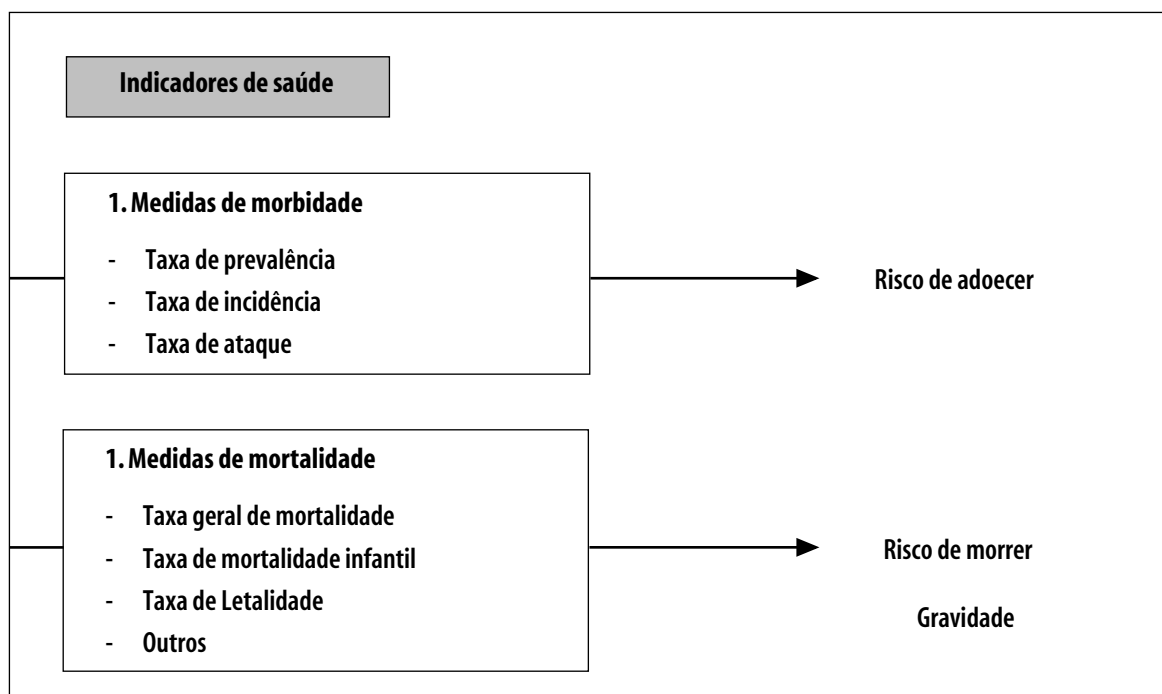 Indicadores de saúde
1. Medidas de morbidade
- Taxa de prevalência
- Taxa de incidência
- Taxa de ataque
Risco de adoecer
1. Medidas de mortalidade
- Taxa geral de mortalidade
- Taxa de mortalidade infantil
- Taxa de Letalidade
- Outros
Risco de morrer
Gravidade